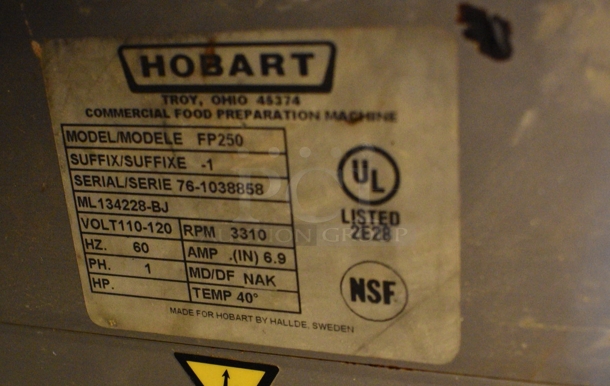 HOBART
TROY, OHIO 45374
COMMERCIAL FOOD PREPARATION MACHINE
MODEL/MODELE FP250
SUFFIX/SUFFIXE -1
SERIAL/SERIE 76-1038858
ML134228-BJ
VOLT110-120 RPM 3310
HZ. 60 AMP .(IN) 6.9
PH. 1 MD/DF NAK
HP. TEMP 40°
MADE FOR HOBART BY HALLDE, SWEDEN
UL
LISTED
2E28
NSF